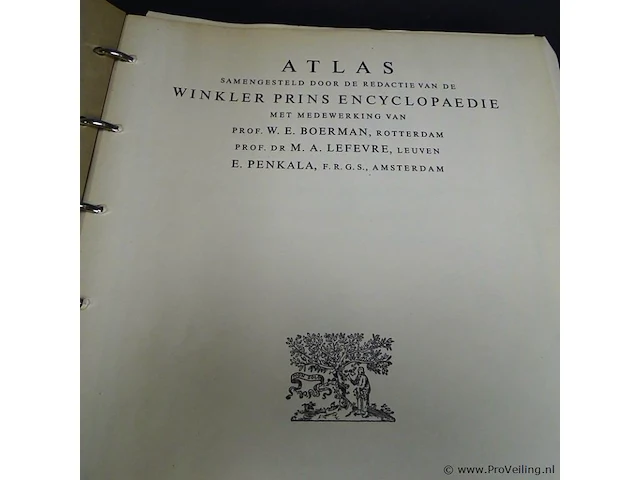 ATLAS
SAMENGESTELD DOOR DE REDACTIE VAN DE
WINKLER PRINS ENCYCLOPAEDIE
MET MEDEWERKING VAN
PROF. W. E. BOERMAN, ROTTERDAM
PROF. DR M. A. LEFEVRE, LEUVEN
E. PENKALA, F.R.G.S., AMSTERDAM
© www.ProVeiling.nl